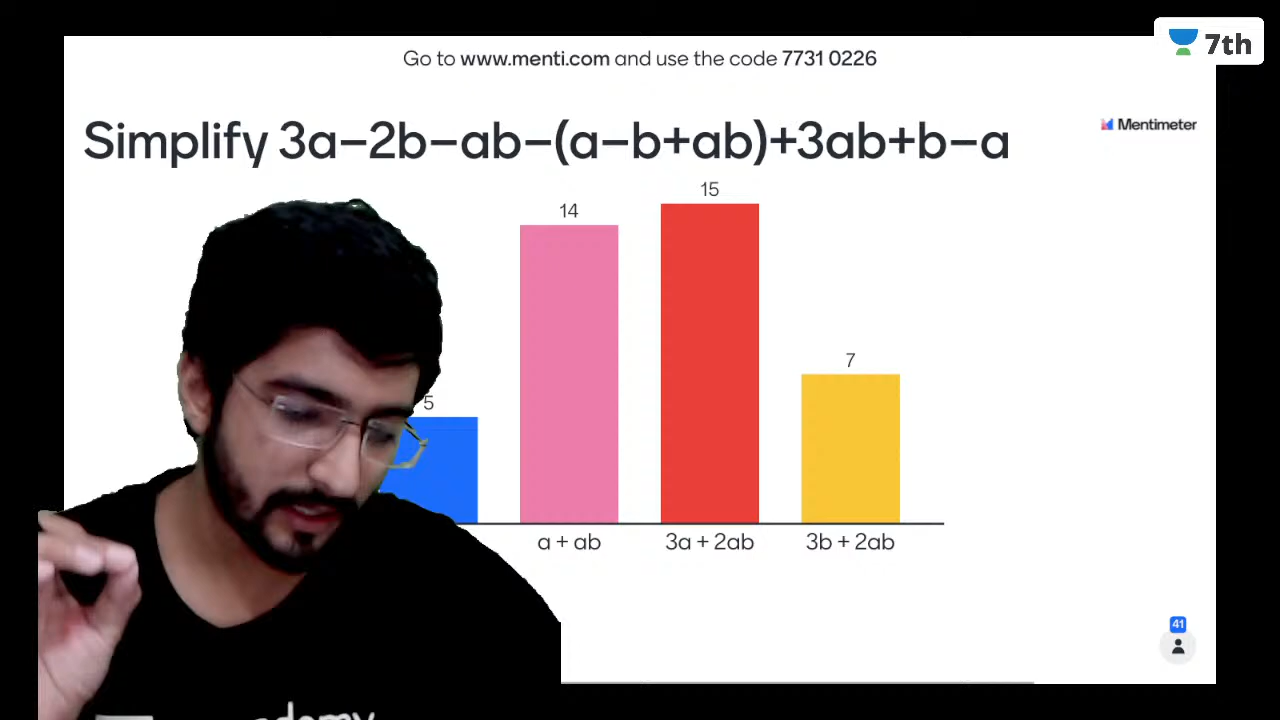 7th
Go to www.menti.com and use the code 7731 0226
Simplify 3a–2b–ab–(a–b+ab)+3ab+b–a
Mentimeter
5
14
15
7
a + ab
3a + 2ab
3b + 2ab
41